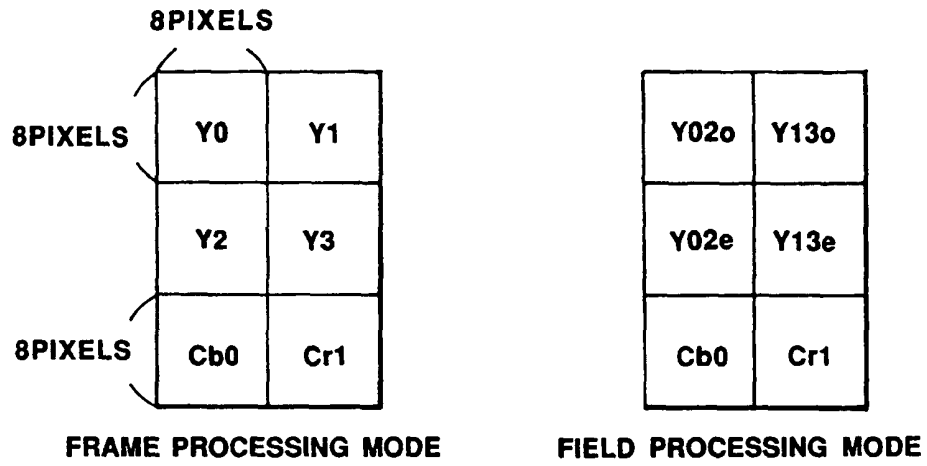 8PIXELS
8PIXELS
Y0 Y1
Y02o Y13o
Y2 Y3
Y02e Y13e
8PIXELS
Cb0 Cr1
Cb0 Cr1
FRAME PROCESSING MODE
FIELD PROCESSING MODE